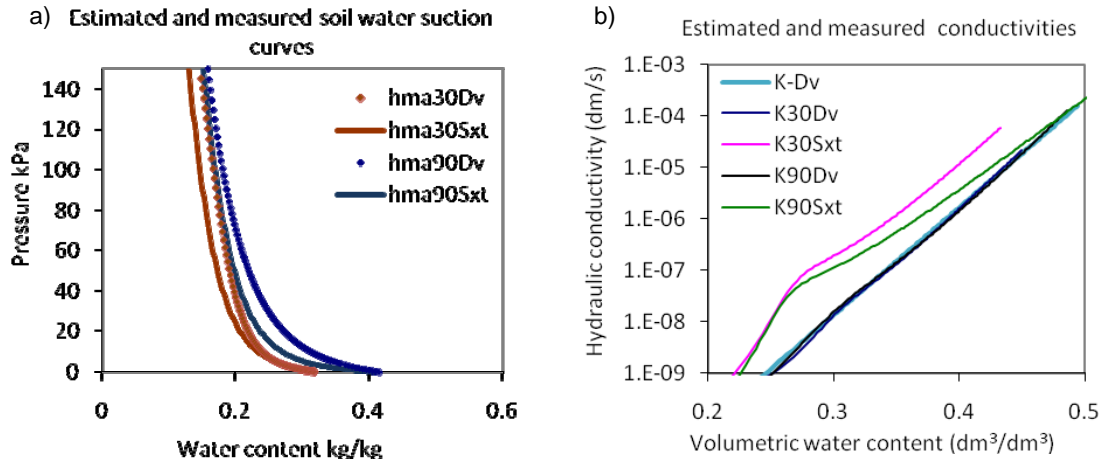 a)
Estimated and measured soil water suction
curves
Pressure kPa
140
120
100
80
60
40
20
0
0
0.2
0.4
0.6
Water content kg/kg
hma30Dv
hma30Sxt
hma90Dv
hma90Sxt
b)
Estimated and measured conductivities
Hydraulic conductivity (dm/s)
1.E-03
1.E-04
1.E-05
1.E-06
1.E-07
1.E-08
1.E-09
0.2
0.3
0.4
0.5
Volumetric water content (dm³/dm³)
K-Dv
K30Dv
K30Sxt
K90Dv
K90Sxt